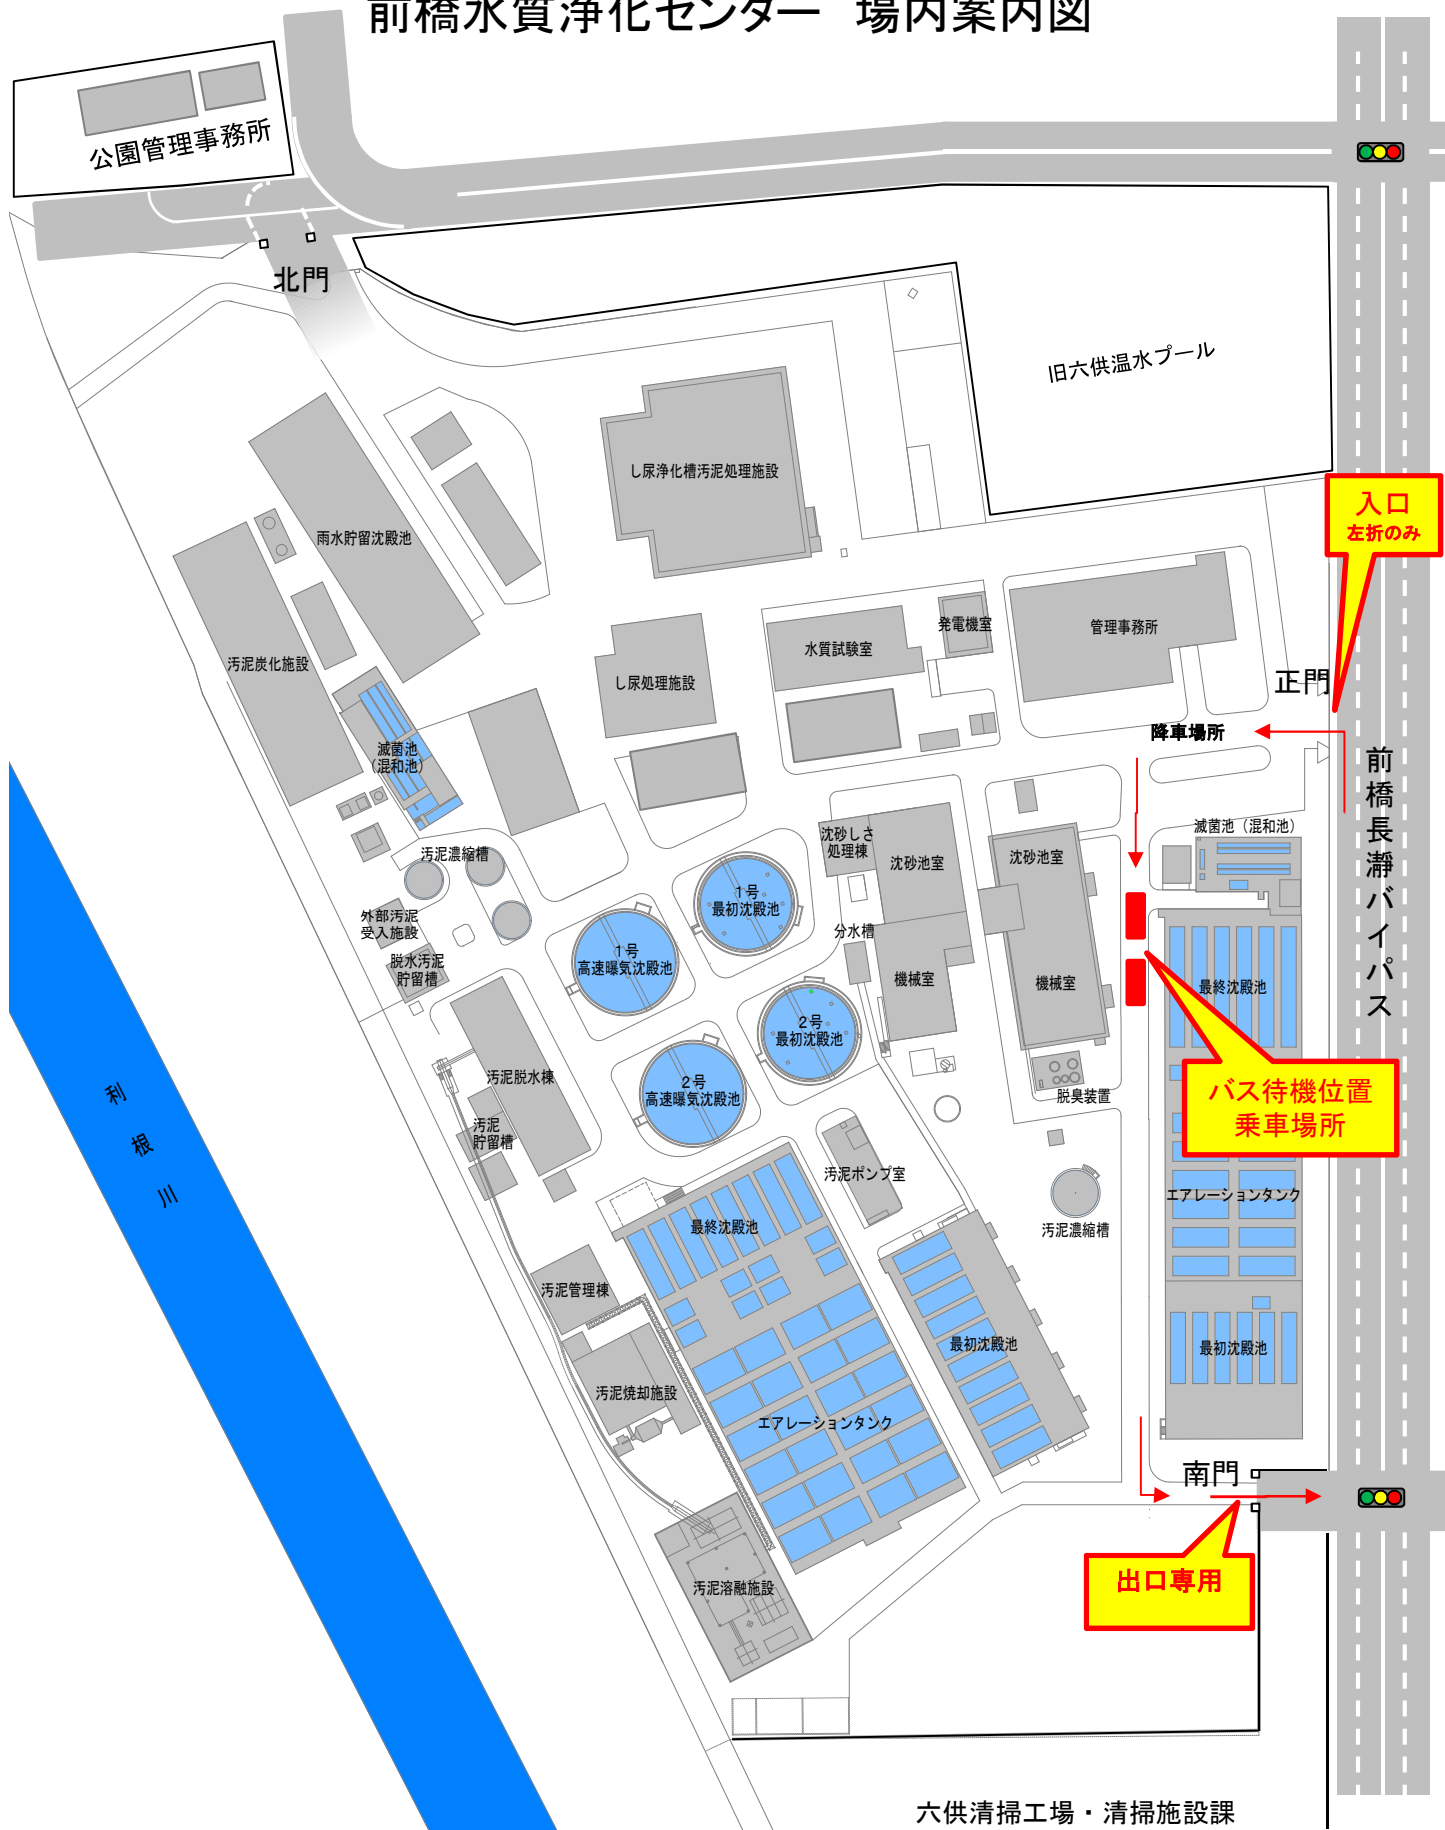 前橋水質浄化センター　場内案内図
公園管理事務所
北門
旧六供温水プール
し尿浄化槽汚泥処理施設
入口
左折のみ
雨水貯留沈殿池
発電機室
管理事務所
水質試験室
汚泥炭化施設
し尿処理施設
正門
降車場所
滅菌池
（混和池）
前橋長瀞バイパス
滅菌池（混和池）
沈砂しさ
処理棟
沈砂池室
沈砂池室
汚泥濃縮槽
1号
最初沈殿池
外部汚泥
受入施設
分水槽
1号
高速曝気沈殿池
脱水汚泥
貯留槽
機械室
機械室
最終沈殿池
2号
最初沈殿池
汚泥脱水棟
2号
高速曝気沈殿池
脱臭装置
バス待機位置
乗車場所
利根川
汚泥
貯留槽
汚泥ポンプ室
エアレーションタンク
最終沈殿池
汚泥濃縮槽
汚泥管理棟
最初沈殿池
最初沈殿池
汚泥焼却施設
エアレーションタンク
南門
出口専用
汚泥溶融施設
六供清掃工場・清掃施設課